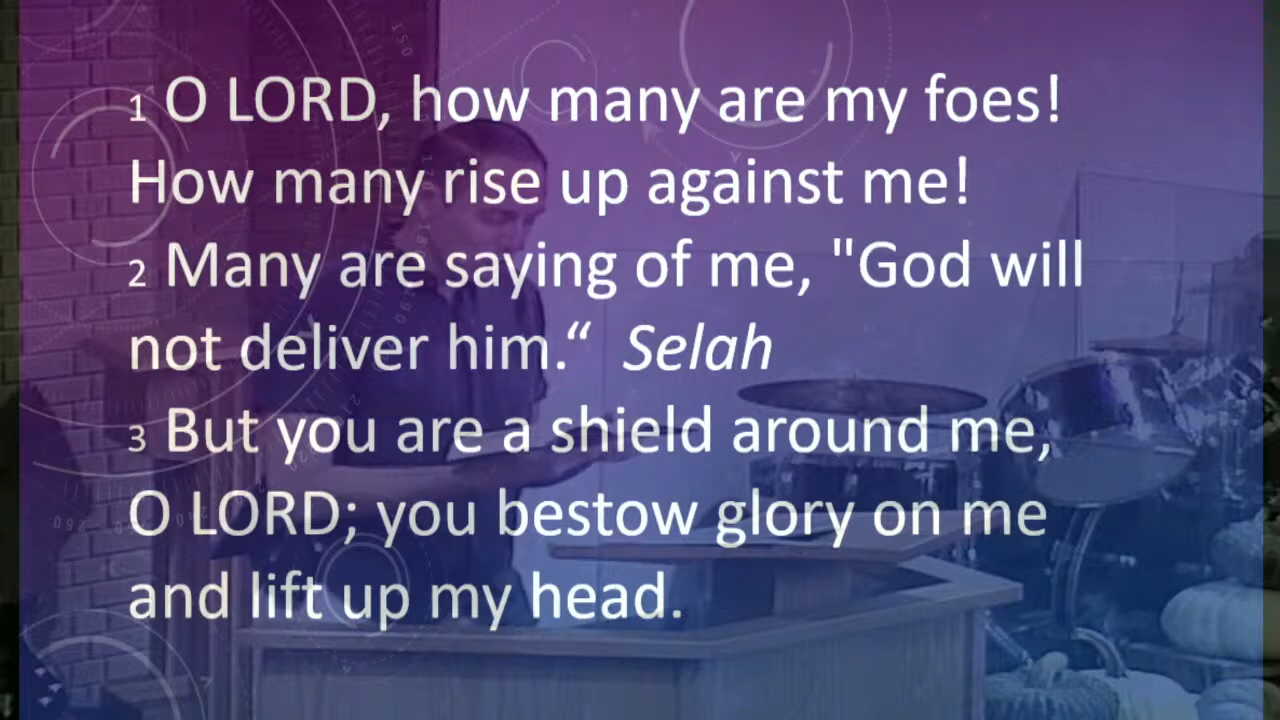 1 O LORD, how many are my foes!
How many rise up against me!
2 Many are saying of me, "God will
not deliver him.“ Selah
3 But you are a shield around me,
O LORD; you bestow glory on me
and lift up my head.